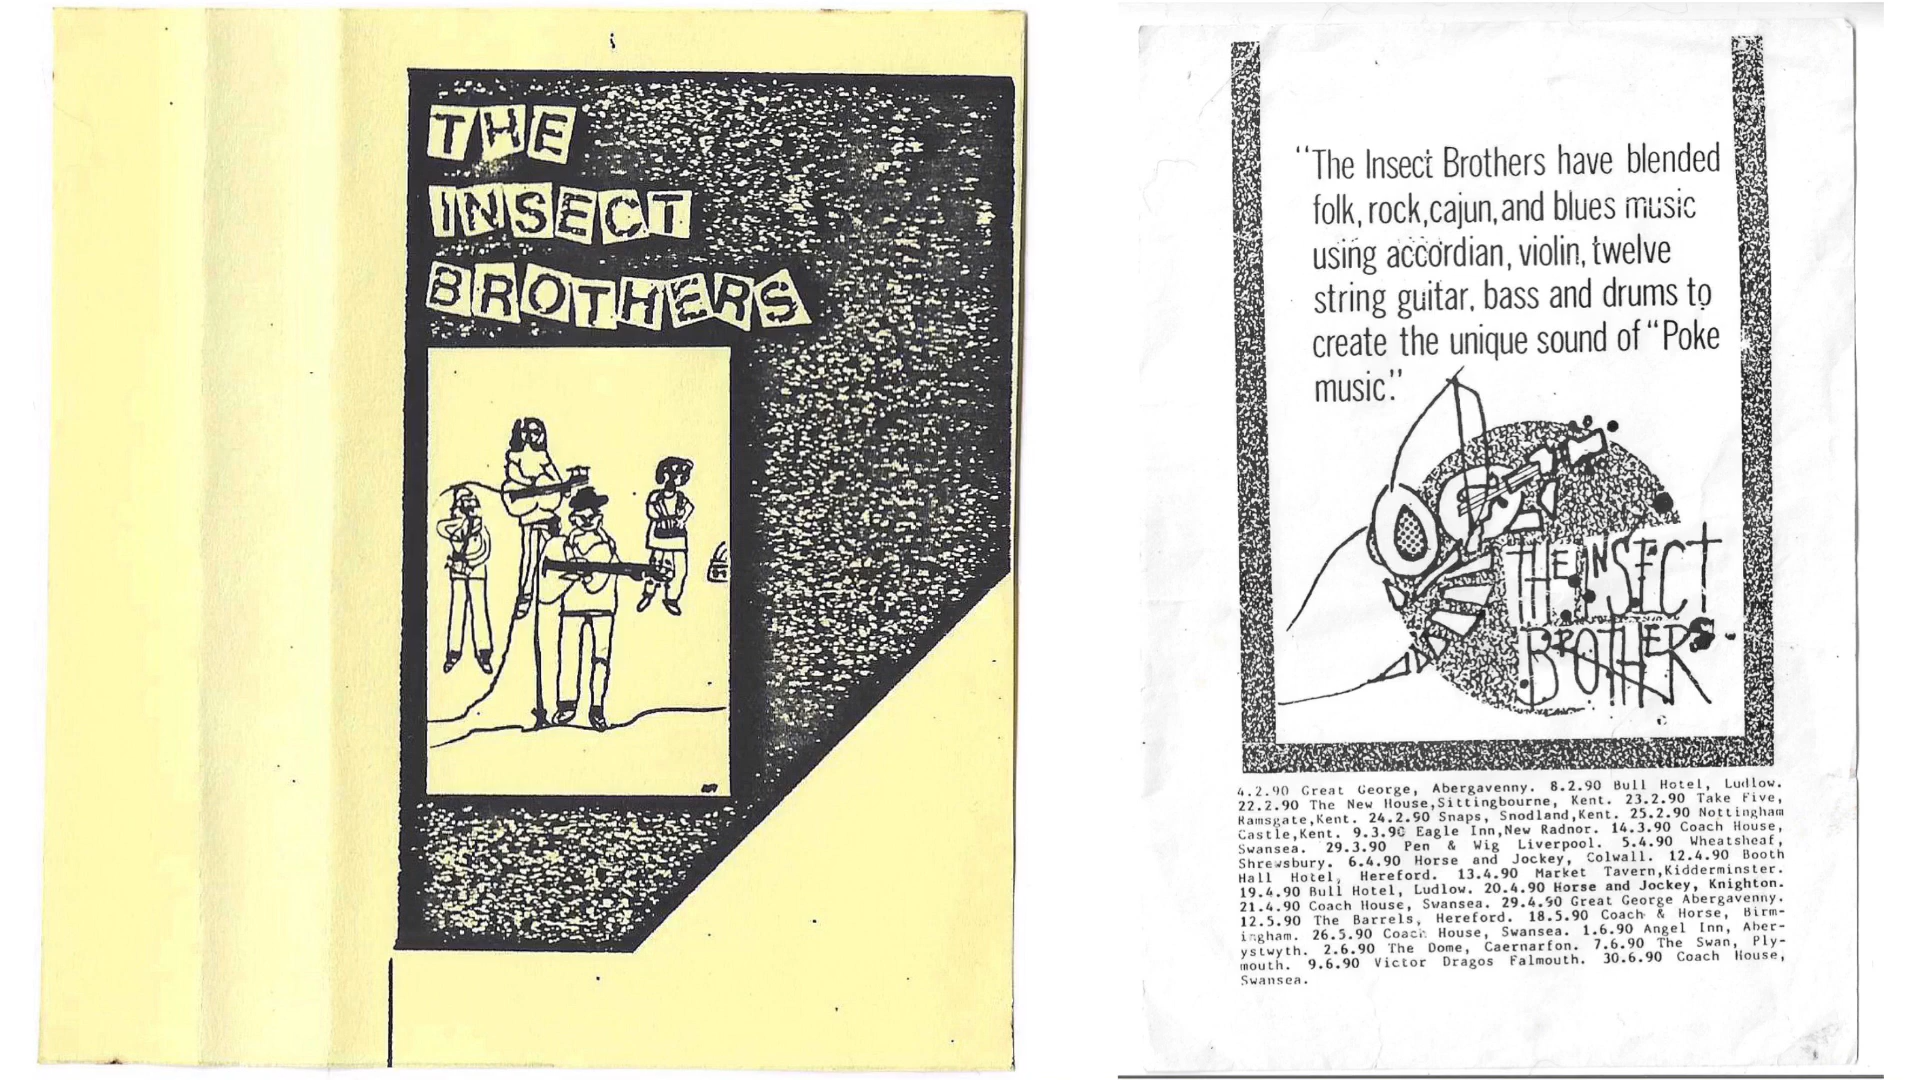 THE
INSECT
BROTHERS
“The Insect Brothers have blended
folk, rock,cajun,and blues music
using accordian, violin, twelve
string guitar, bass and drums to
create the unique sound of “Poke
music”.
THE INSECT
BROTHERS
4.2.90 Great George, Abergavenny. 8.2.90 Bull Hotel, Ludlow.
22.2.90 The New House,Sittingbourne, Kent. 23.2.90 Take Five,
Ramsgate,Kent. 24.2.90 Snaps, Snodland,Kent. 25.2.90 Nottingham
Castle,Kent. 9.3.90 Eagle Inn,New Radnor. 14.3.90 Coach House,
Swansea. 29.3.90 Pen & Wig Liverpool. 5.4.90 Wheatsheaf,
Shrewsbury. 6.4.90 Horse and Jockey, Colwall. 12.4.90 Booth
Hall Hotel, Hereford. 13.4.90 Market Tavern,Kidderminster.
19.4.90 Bull Hotel, Ludlow. 20.4.90 Horse and Jockey, Knighton.
21.4.90 Coach House, Swansea. 29.4.90 Great George Abergavenny.
12.5.90 The Barrels, Hereford. 18.5.90 Coach & Horse, Birm-
ingham. 26.5.90 Coach House, Swansea. 1.6.90 Angel Inn, Aber-
ystwyth. 2.6.90 The Dome, Caernarfon. 7.6.90 The Swan, Ply-
mouth. 9.6.90 Victor Dragos Falmouth. 30.6.90 Coach House,
Swansea.